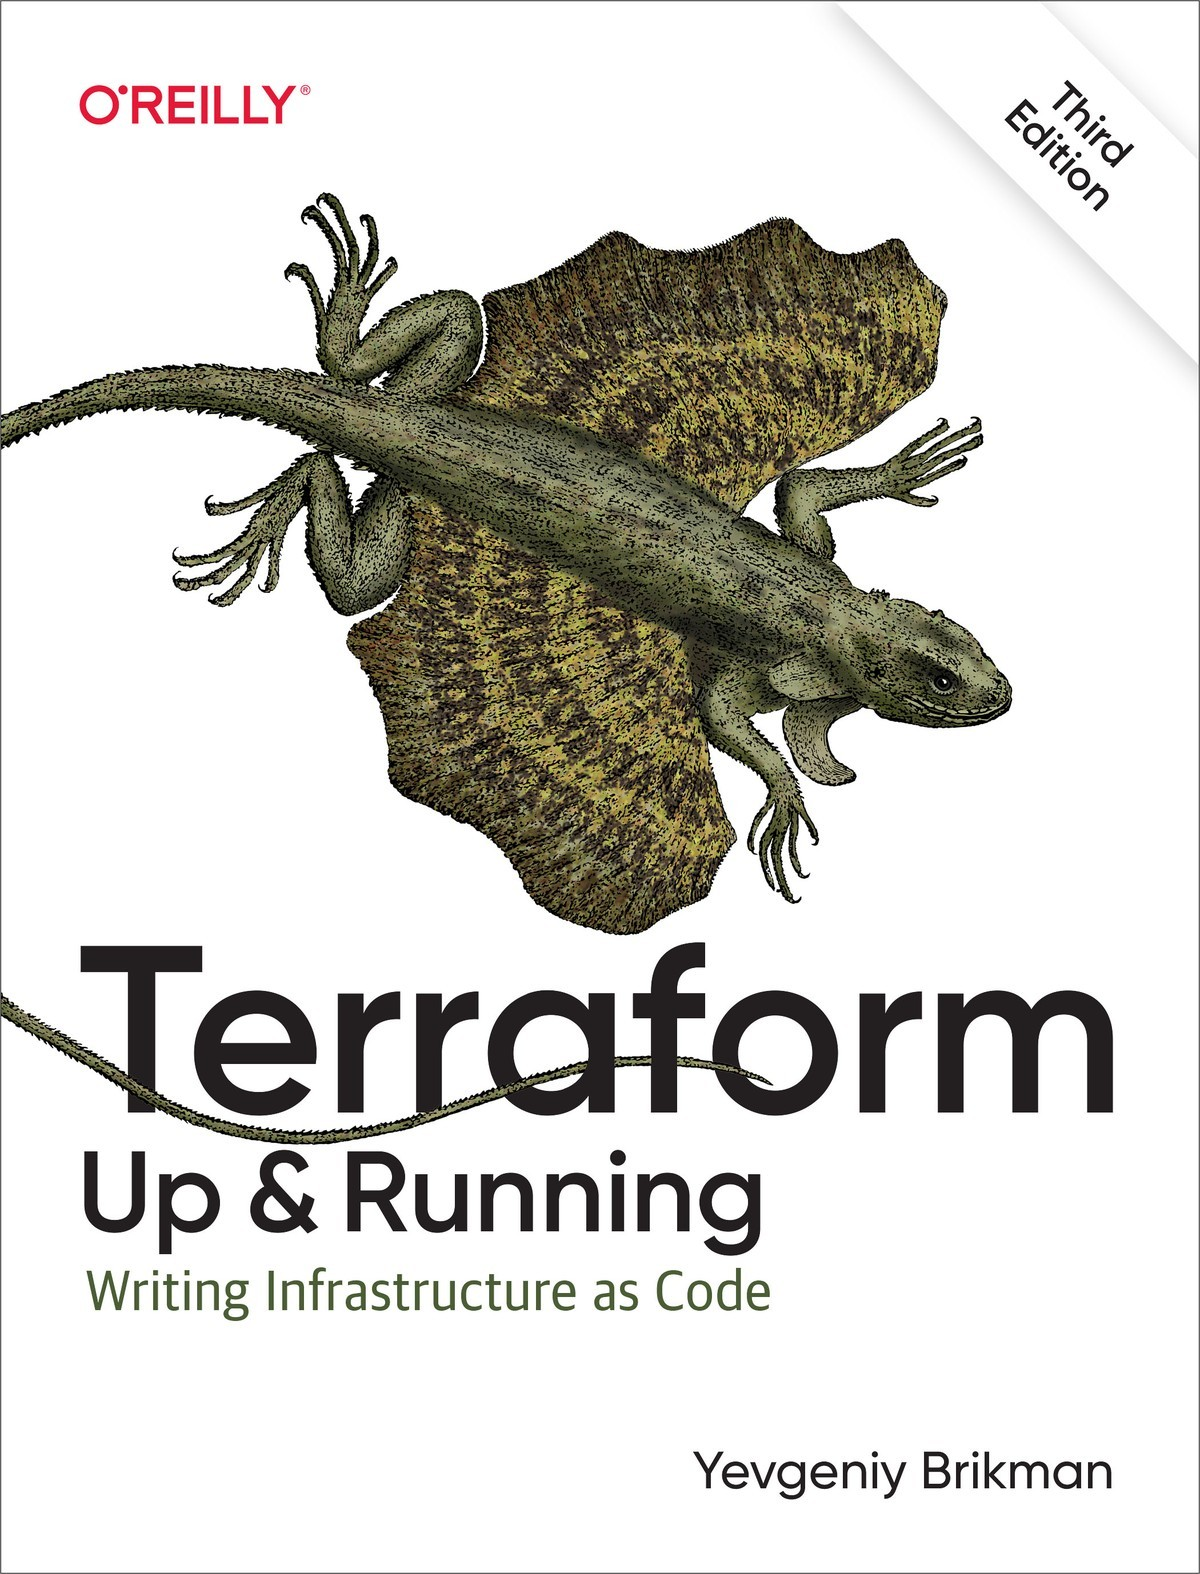 O'REILLY®
Third
Edition
Terraform
Up & Running
Writing Infrastructure as Code
Yevgeniy Brikman